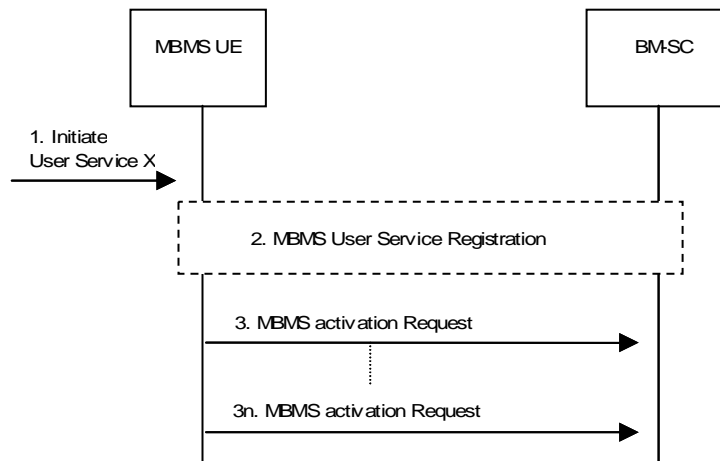 MBMS UE
BM-SC
1. Initiate
User Service X
2. MBMS User Service Registration
3. MBMS activation Request
3n. MBMS activation Request